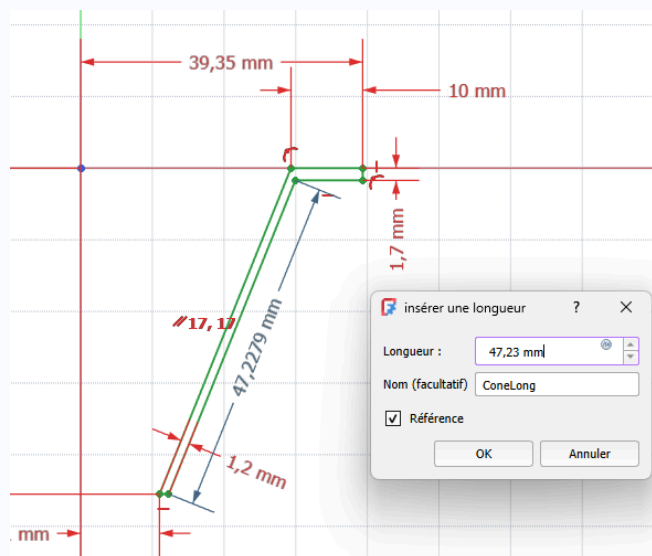 39,35 mm
10 mm
1,7 mm
17, 17
47,2279 mm
1,2 mm
mm
insérer une longueur ? ×
Longueur : 47,23 mm
Nom (facultatif) ConeLong
Référence
OK Annuler